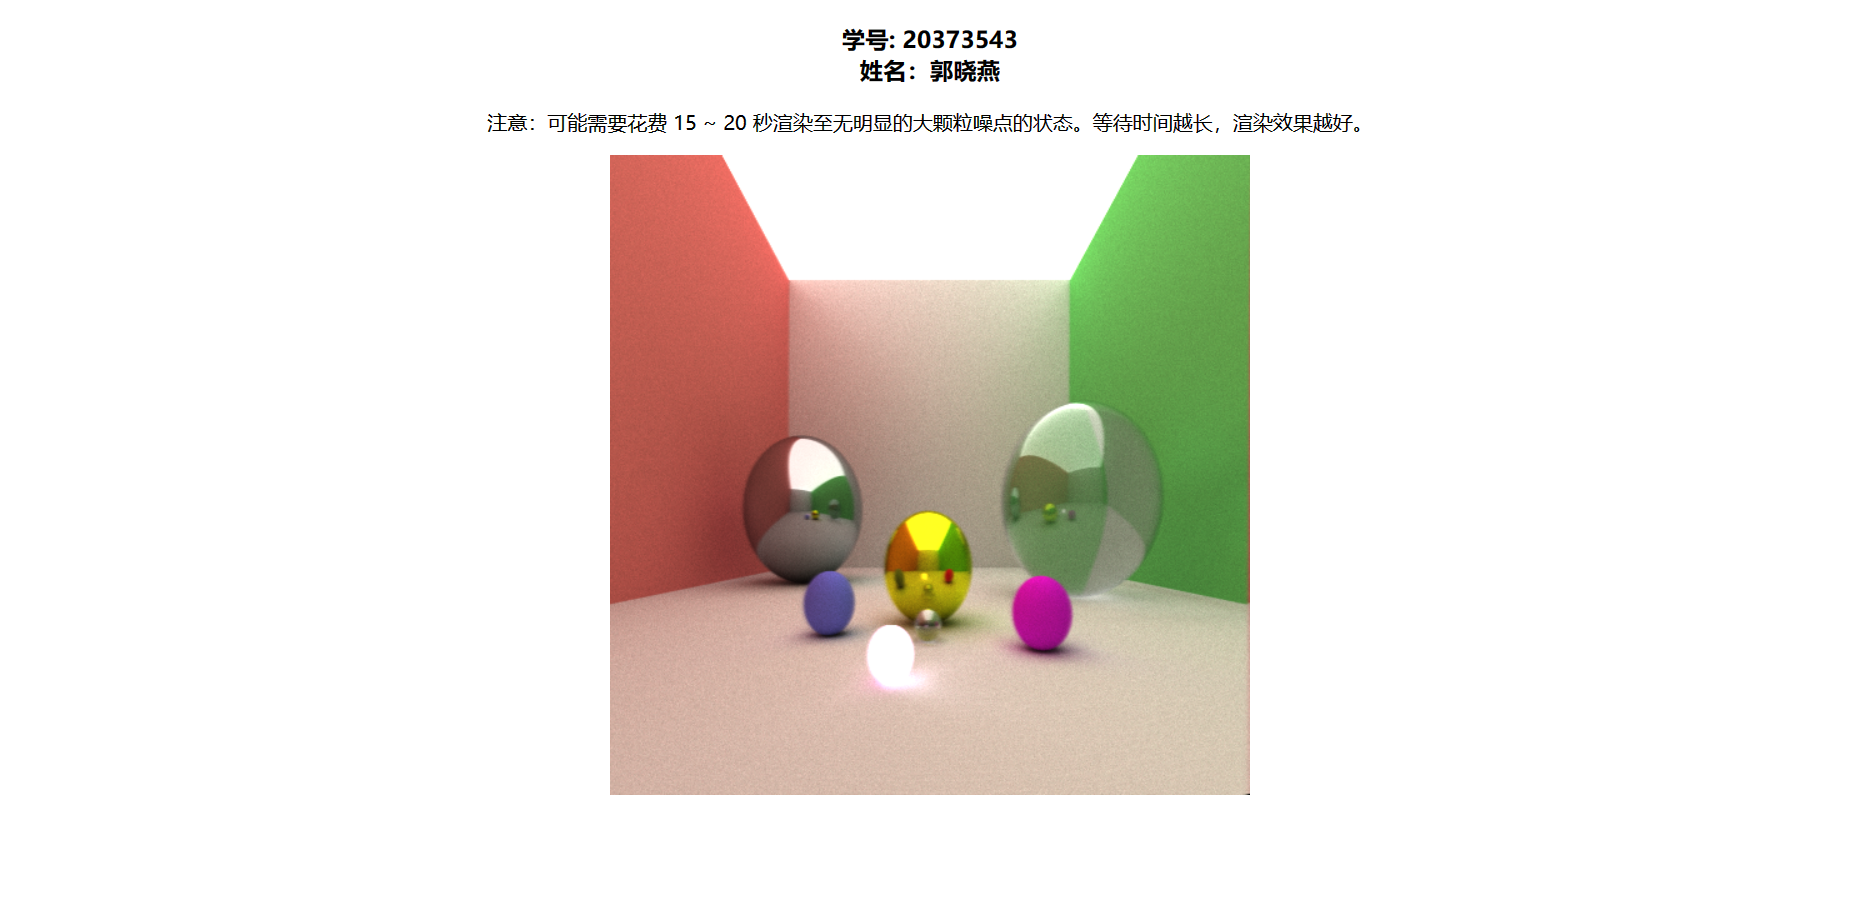 学号: 20373543
姓名：郭晓燕
注意：可能需要花费 15 ~ 20 秒渲染至无明显的大颗粒噪点的状态。等待时间越长，渲染效果越好。